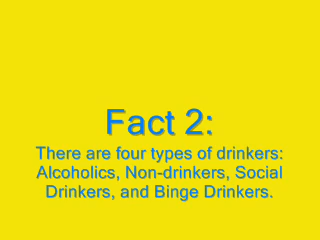 Fact 2:
There are four types of drinkers:
Alcoholics, Non-drinkers, Social
Drinkers, and Binge Drinkers.